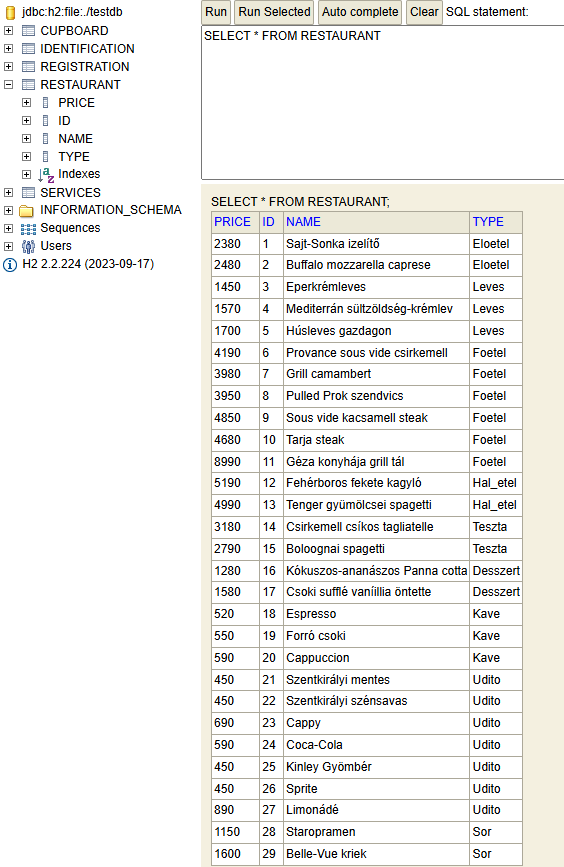 jdbc:h2:file:./testdb
CUPBOARD
IDENTIFICATION
REGISTRATION
RESTAURANT
PRICE
ID
NAME
TYPE
Indexes
SERVICES
INFORMATION_SCHEMA
Sequences
Users
H2 2.2.224 (2023-09-17)
Run Run Selected Auto complete Clear SQL statement:
SELECT * FROM RESTAURANT
SELECT * FROM RESTAURANT;
PRICE ID NAME TYPE
2380 1 Sajt-Sonka izelítő Eloetel
2480 2 Buffalo mozzarella caprese Eloetel
1450 3 Eperkrémleves Leves
1570 4 Mediterrán sültzöldség-krémlev Leves
1700 5 Húsleves gazdagon Leves
4190 6 Provance sous vide csirkemell Foetel
3980 7 Grill camambert Foetel
3950 8 Pulled Prok szendvics Foetel
4850 9 Sous vide kacsamell steak Foetel
4680 10 Tarja steak Foetel
8990 11 Géza konyhája grill tál Foetel
5190 12 Fehérboros fekete kagyló Hal_etel
4990 13 Tenger gyümölcsei spagetti Hal_etel
3180 14 Csirkemell csíkos tagliatelle Teszta
2790 15 Boloognai spagetti Teszta
1280 16 Kókuszos-ananászos Panna cotta Desszert
1580 17 Csoki sufflé vaníillia öntette Desszert
520 18 Espresso Kave
550 19 Forró csoki Kave
590 20 Cappuccion Kave
450 21 Szentkirályi mentes Udito
450 22 Szentkirályi szénsavas Udito
690 23 Cappy Udito
590 24 Coca-Cola Udito
450 25 Kinley Gyömbér Udito
450 26 Sprite Udito
890 27 Limonádé Udito
1150 28 Staropramen Sor
1600 29 Belle-Vue kriek Sor